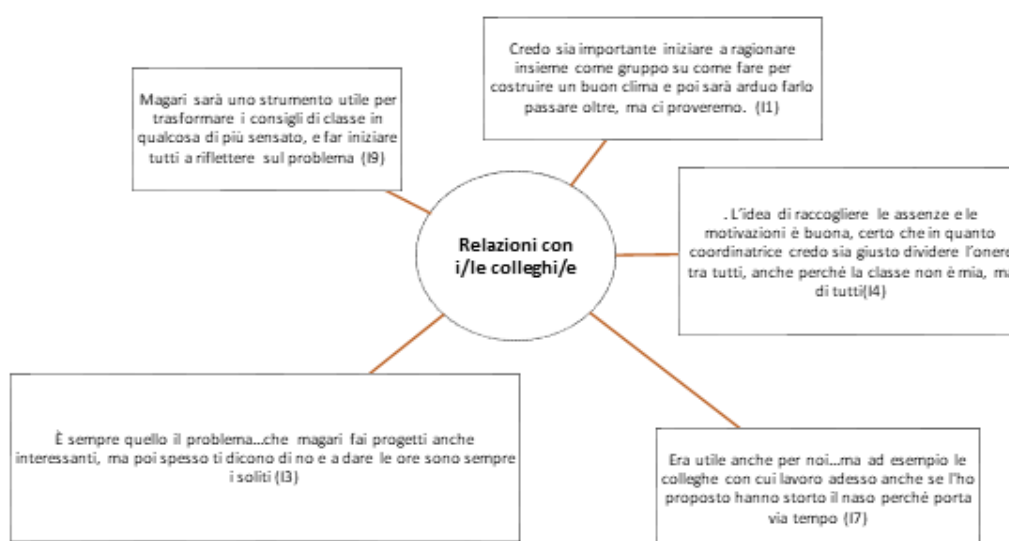 Credo sia importante iniziare a ragionare
insieme come gruppo su come fare per
costruire un buon clima e poi sarà arduo farlo
passare oltre, ma ci proveremo. (I1)
Magari sarà uno strumento utile per
trasformare i consigli di classe in
qualcosa di più sensato, e far iniziare
tutti a riflettere sul problema (I9)
. L'idea di raccogliere le assenze e le
motivazioni è buona, certo che in quanto
coordinatrice credo sia giusto dividere l'onere
tra tutti, anche perché la classe non è mia, ma
di tutti(I4)
Relazioni con
i/le colleghi/e
È sempre quello il problema...che magari fai progetti anche
interessanti, ma poi spesso ti dicono di no e a dare le ore sono sempre
i soliti (I3)
Era utile anche per noi...ma ad esempio le
colleghe con cui lavoro adesso anche se l'ho
proposto hanno storto il naso perché porta
via tempo (I7)